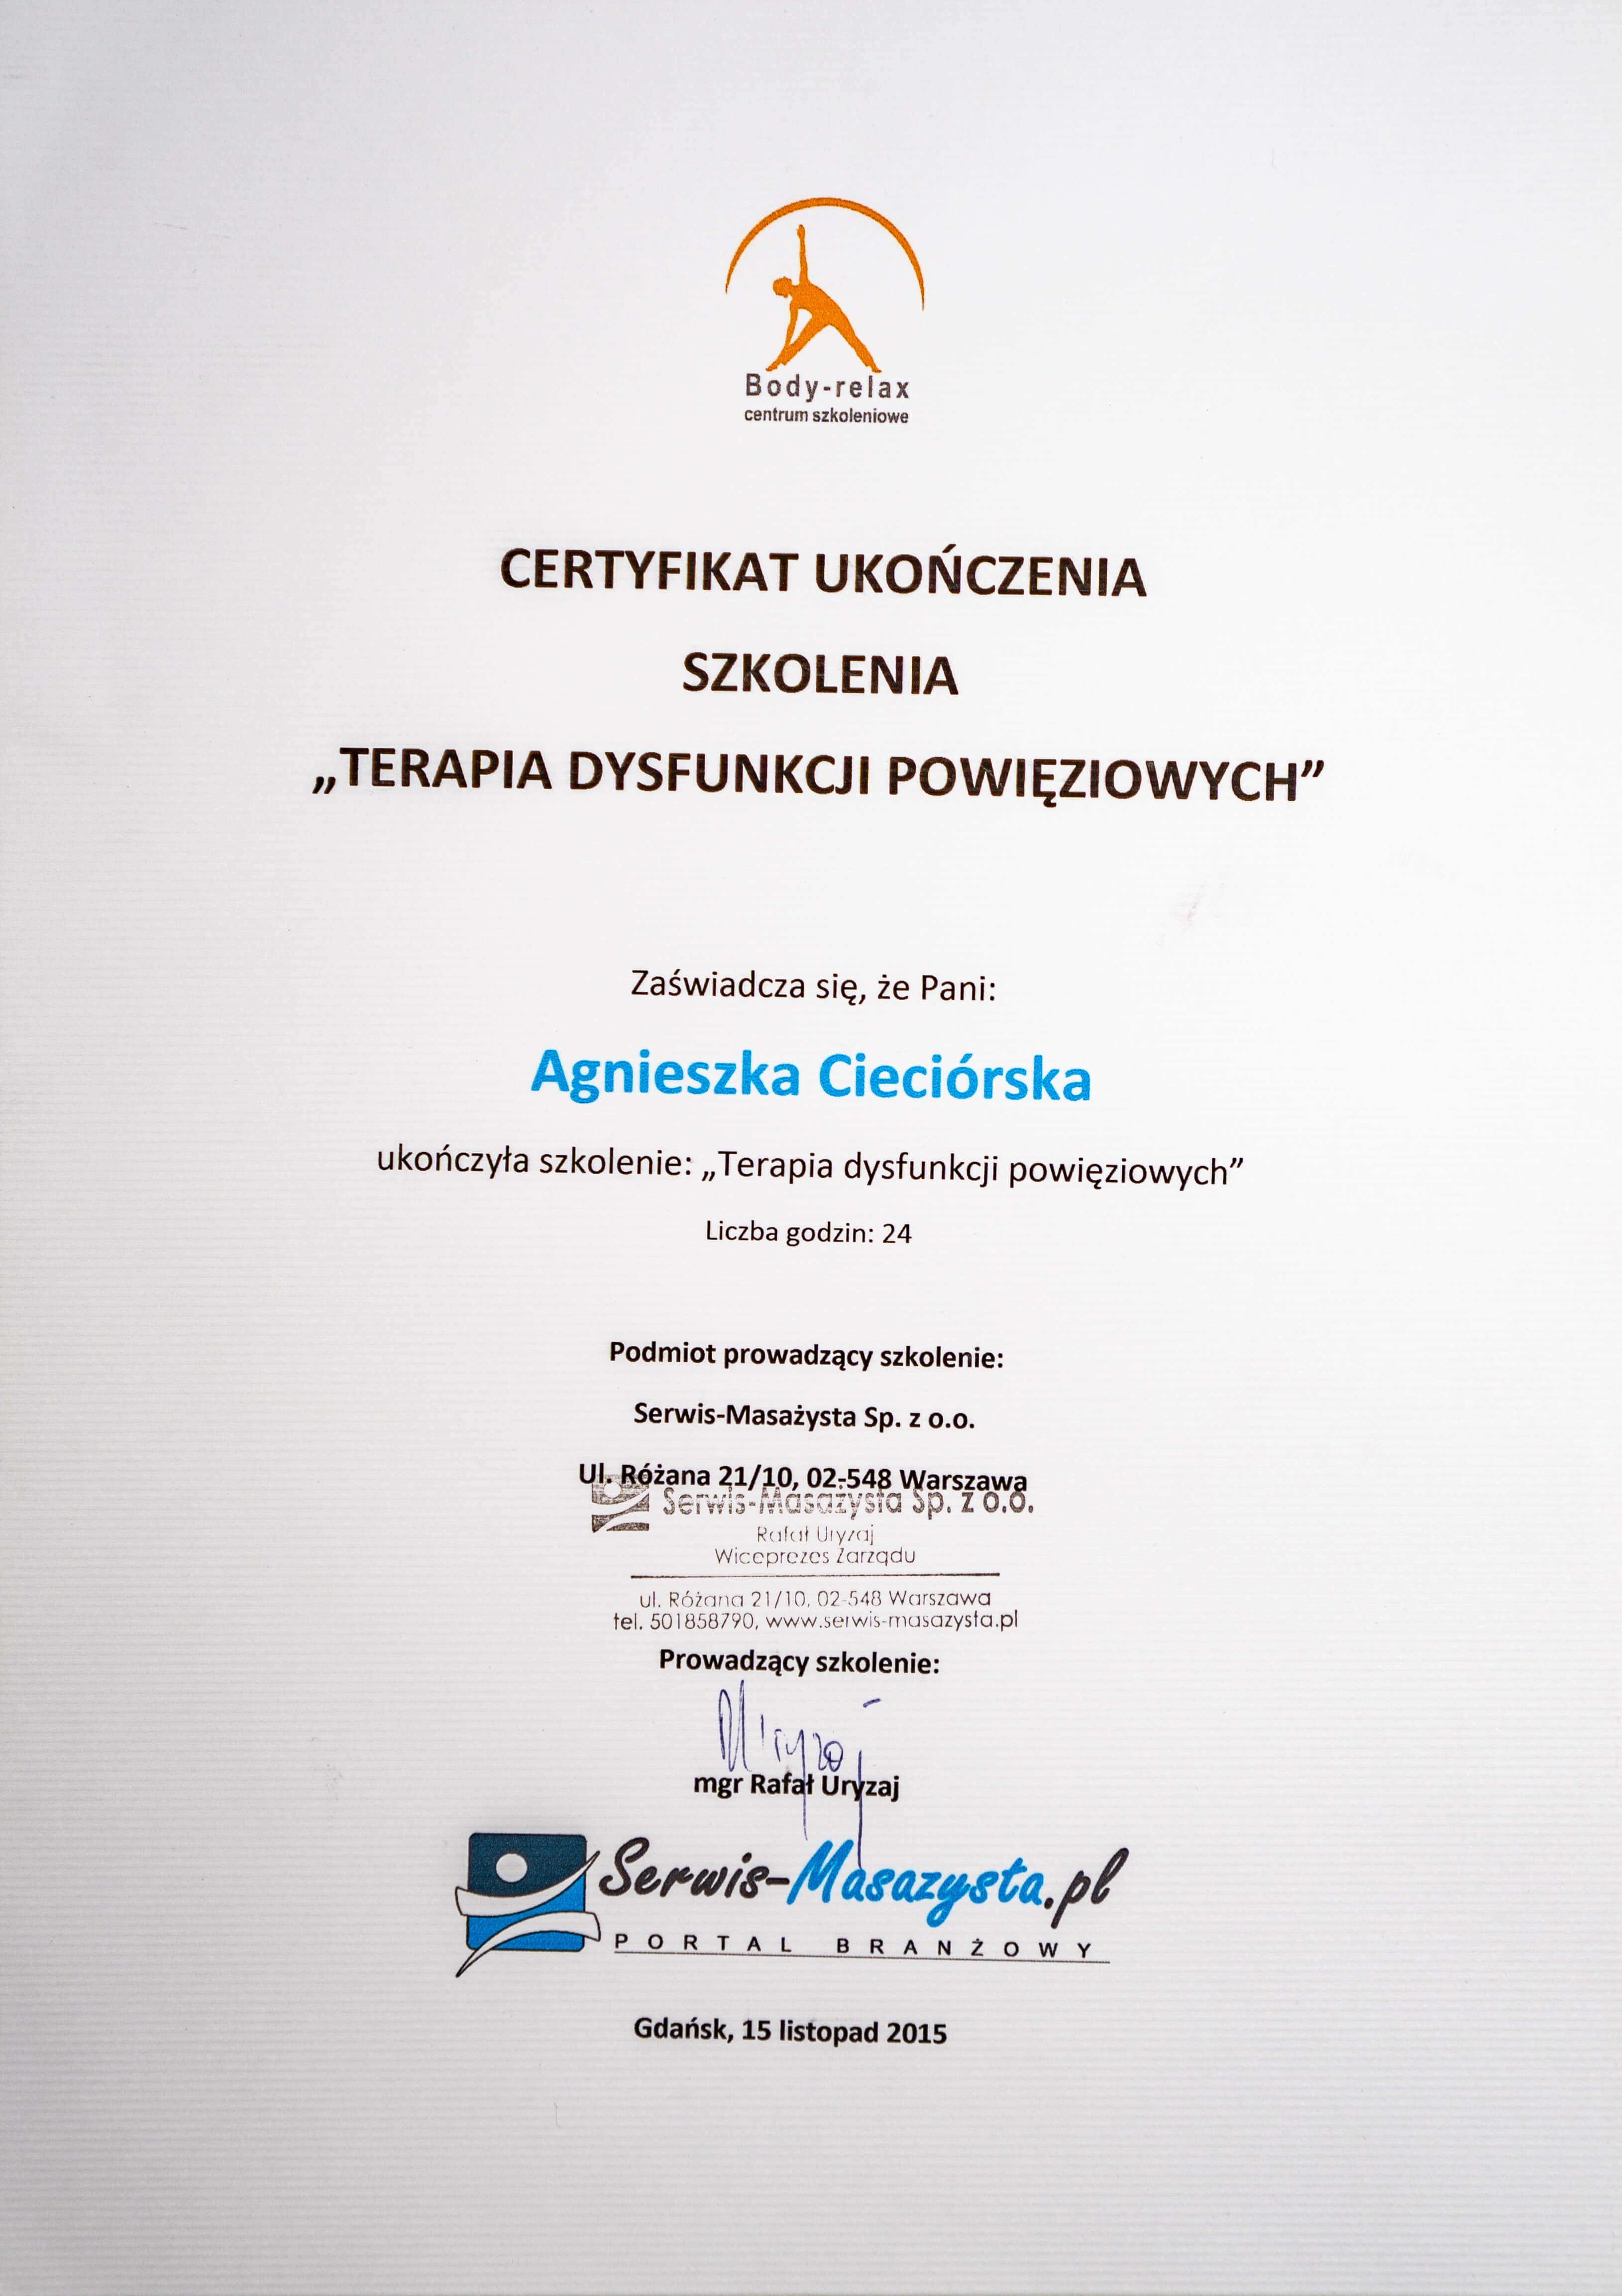 Body-relax
centrum szkoleniowe
CERTYFIKAT UKOŃCZENIA
SZKOLENIA
„TERAPIA DYSFUNKCJI POWIĘZIOWYCH”
Zaświadcza się, że Pani:
Agnieszka Cieciórska
ukończyła szkolenie: „Terapia dysfunkcji powięziowych”
Liczba godzin: 24
Podmiot prowadzący szkolenie:
Serwis-Masażysta Sp. z o.o.
Ul. Różana 21/10, 02-548 Warszawa
Serwis-Masażysta Sp. z o.o.
Rafał Uryzaj
Wiceprezes Zarządu
ul. Różana 21/10, 02-548 Warszawa
tel. 501858790, www.serwis-masazysta.pl
Prowadzący szkolenie:
mgr Rafał Uryzaj
Serwis-Masazysta.pl
PORTAL BRANŻOWY
Gdańsk, 15 listopad 2015